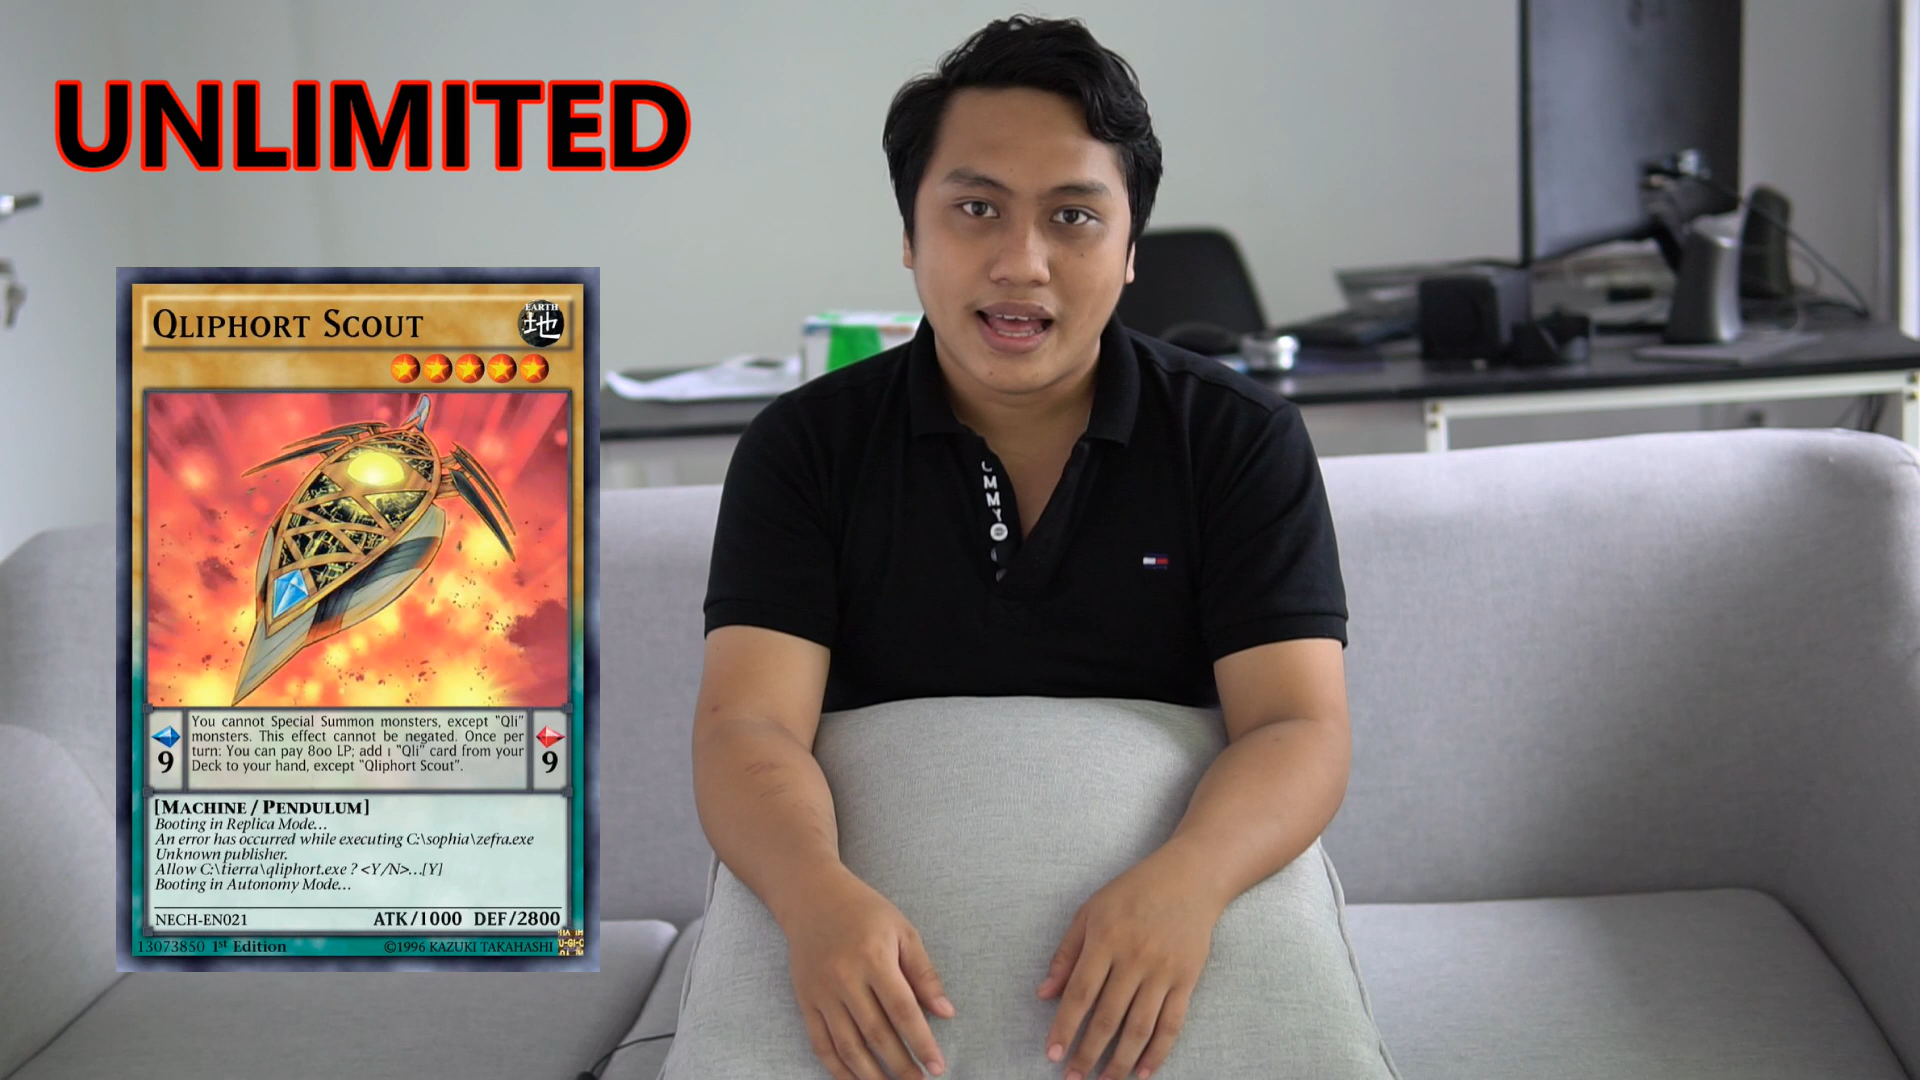 UNLIMITED
QLIPHORT SCOUT
EARTH
地
You cannot Special Summon monsters, except "Qli"
monsters. This effect cannot be negated. Once per
turn: You can pay 800 LP; add 1 "Qli" card from your
Deck to your hand, except "Qliphort Scout".
9
9
[MACHINE / PENDULUM]
Booting in Replica Mode...
An error has occurred while executing C:\sophia\zefra.exe
Unknown publisher.
Allow C:\tierra\qliphort.exe ? <Y/N>...[Y]
Booting in Autonomy Mode...
NECH-EN021 ATK/1000 DEF/2800
13073850 1st Edition ©1996 KAZUKI TAKAHASHI
MMY